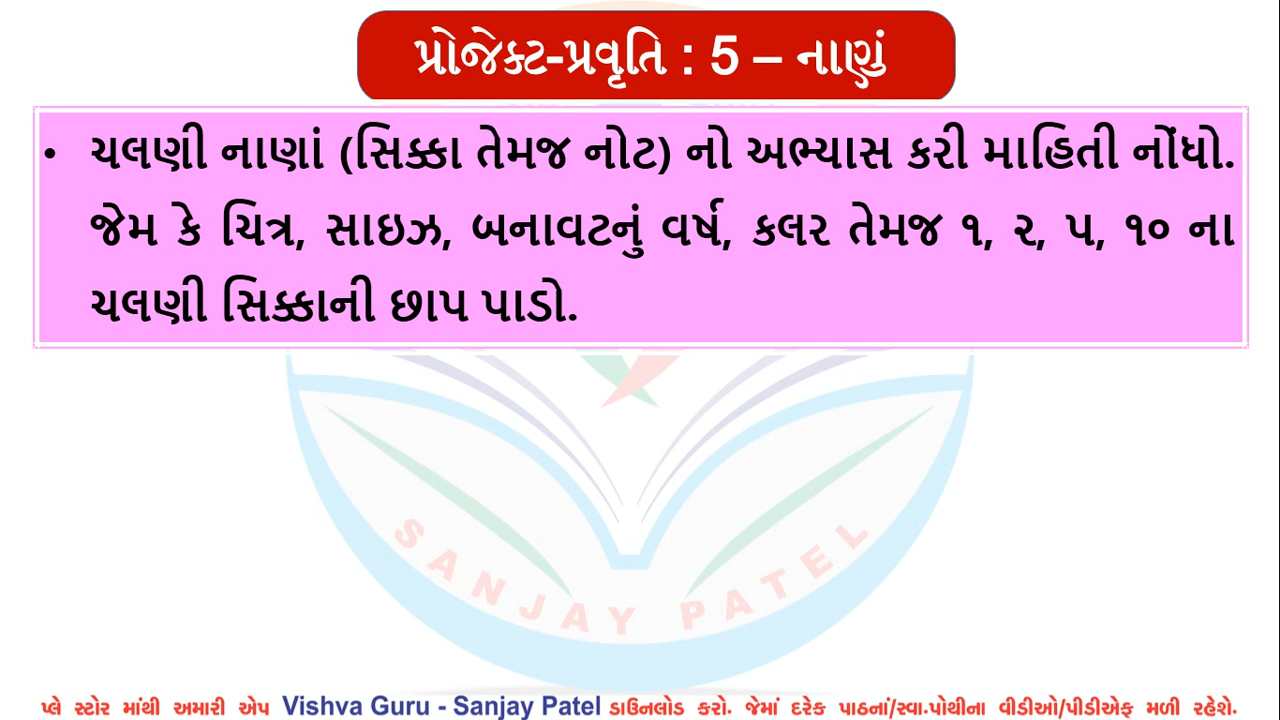 પ્રોજેક્ટ-પ્રવૃતિ : 5 – નાણું
• ચલણી નાણાં (સિક્કા તેમજ નોટ) નો અભ્યાસ કરી માહિતી નોંધો.
જેમ કે ચિત્ર, સાઇઝ, બનાવટનું વર્ષ, કલર તેમજ ૧, ૨, ૫, ૧૦ ના
ચલણી સિક્કાની છાપ પાડો.
SANJAY PATEL
પ્લે સ્ટોર માંથી અમારી એપ Vishva Guru - Sanjay Patel ડાઉનલોડ કરો. જેમાં દરેક પાઠનાં/સ્વા.પોથીના વીડીઓ/પીડીએફ મળી રહેશે.